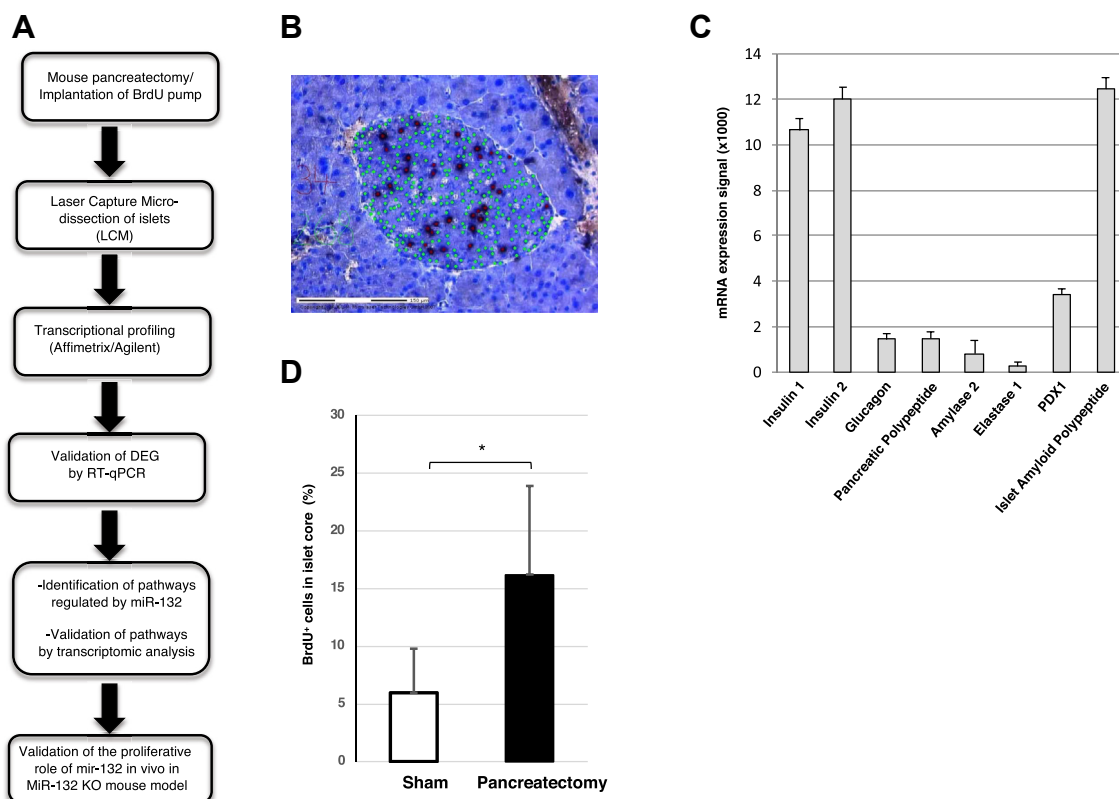 A
Mouse pancreatectomy/
Implantation of BrdU pump
Laser Capture Micro-
dissection of islets
(LCM)
Transcriptional profiling
(Affimetrix/Agilent)
Validation of DEG
by RT-qPCR
-Identification of pathways
regulated by miR-132
-Validation of pathways
by transcriptomic analysis
Validation of the proliferative
role of mir-132 in vivo in
MiR-132 KO mouse model
B
150 µm
C
mRNA expression signal (x1000)
14
12
10
8
6
4
2
0
Insulin 1
Insulin 2
Glucagon
Pancreatic Polypeptide
Amylase 2
Elastase 1
PDX1
Islet Amyloid Polypeptide
D
BrdU⁺ cells in islet core (%)
30
25
20
15
10
5
0
*
Sham
Pancreatectomy